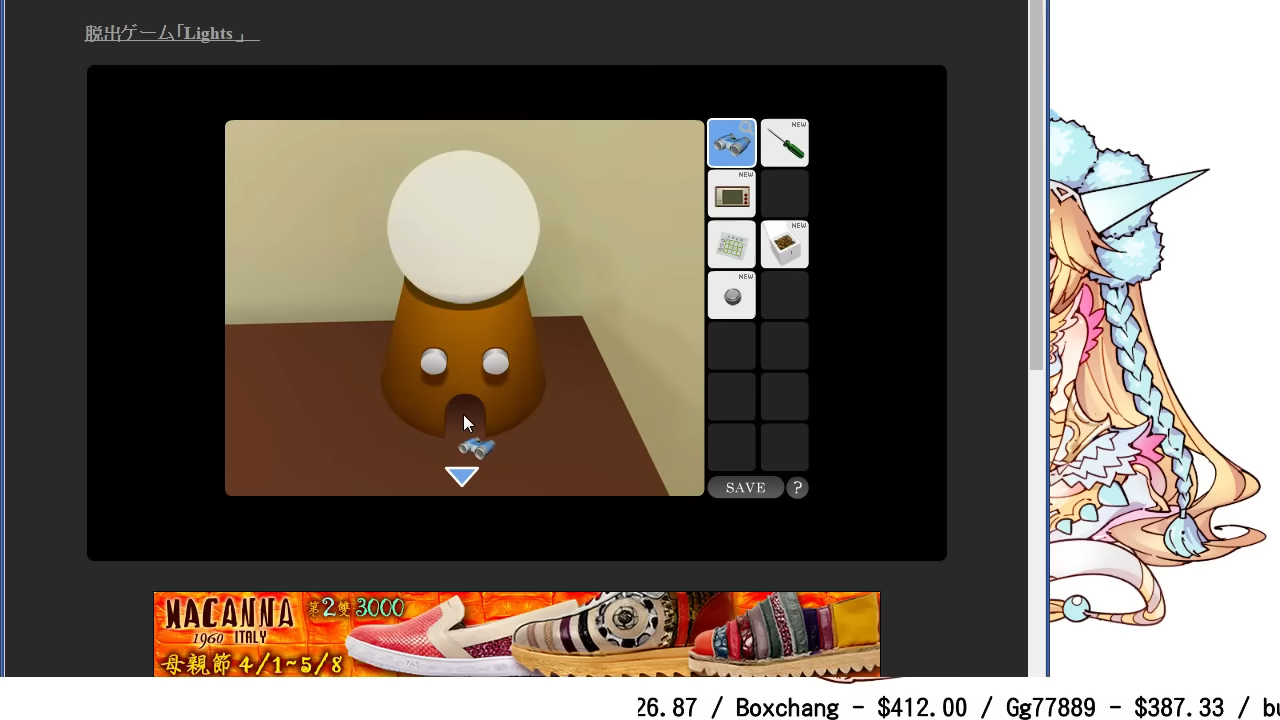 脱出ゲーム「Lights 」
NEW
NEW
NEW
NEW
SAVE ?
MACANNA
1960 ITALY
第2雙3000
母親節 4/1~5/8
26.87 / Boxchang - $412.00 / Gg77889 - $387.33 / bu